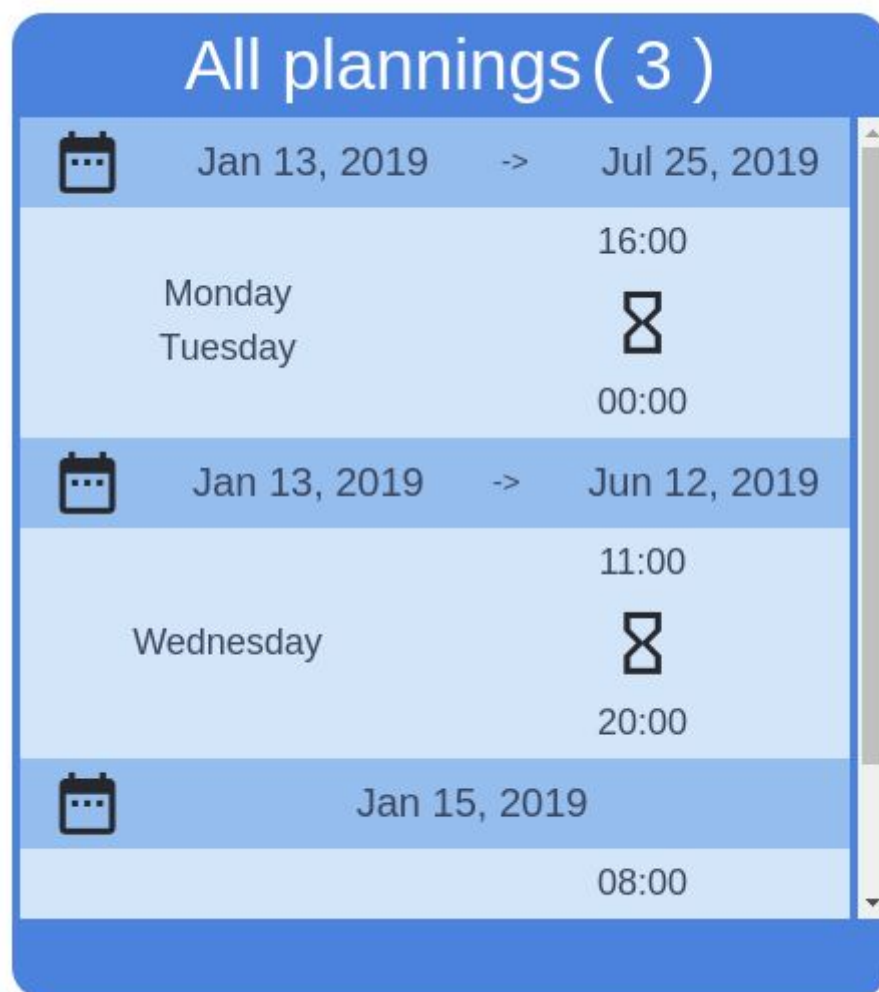 All plannings ( 3 )
Jan 13, 2019 -> Jul 25, 2019
16:00
Monday
Tuesday
00:00
Jan 13, 2019 -> Jun 12, 2019
11:00
Wednesday
20:00
Jan 15, 2019
08:00